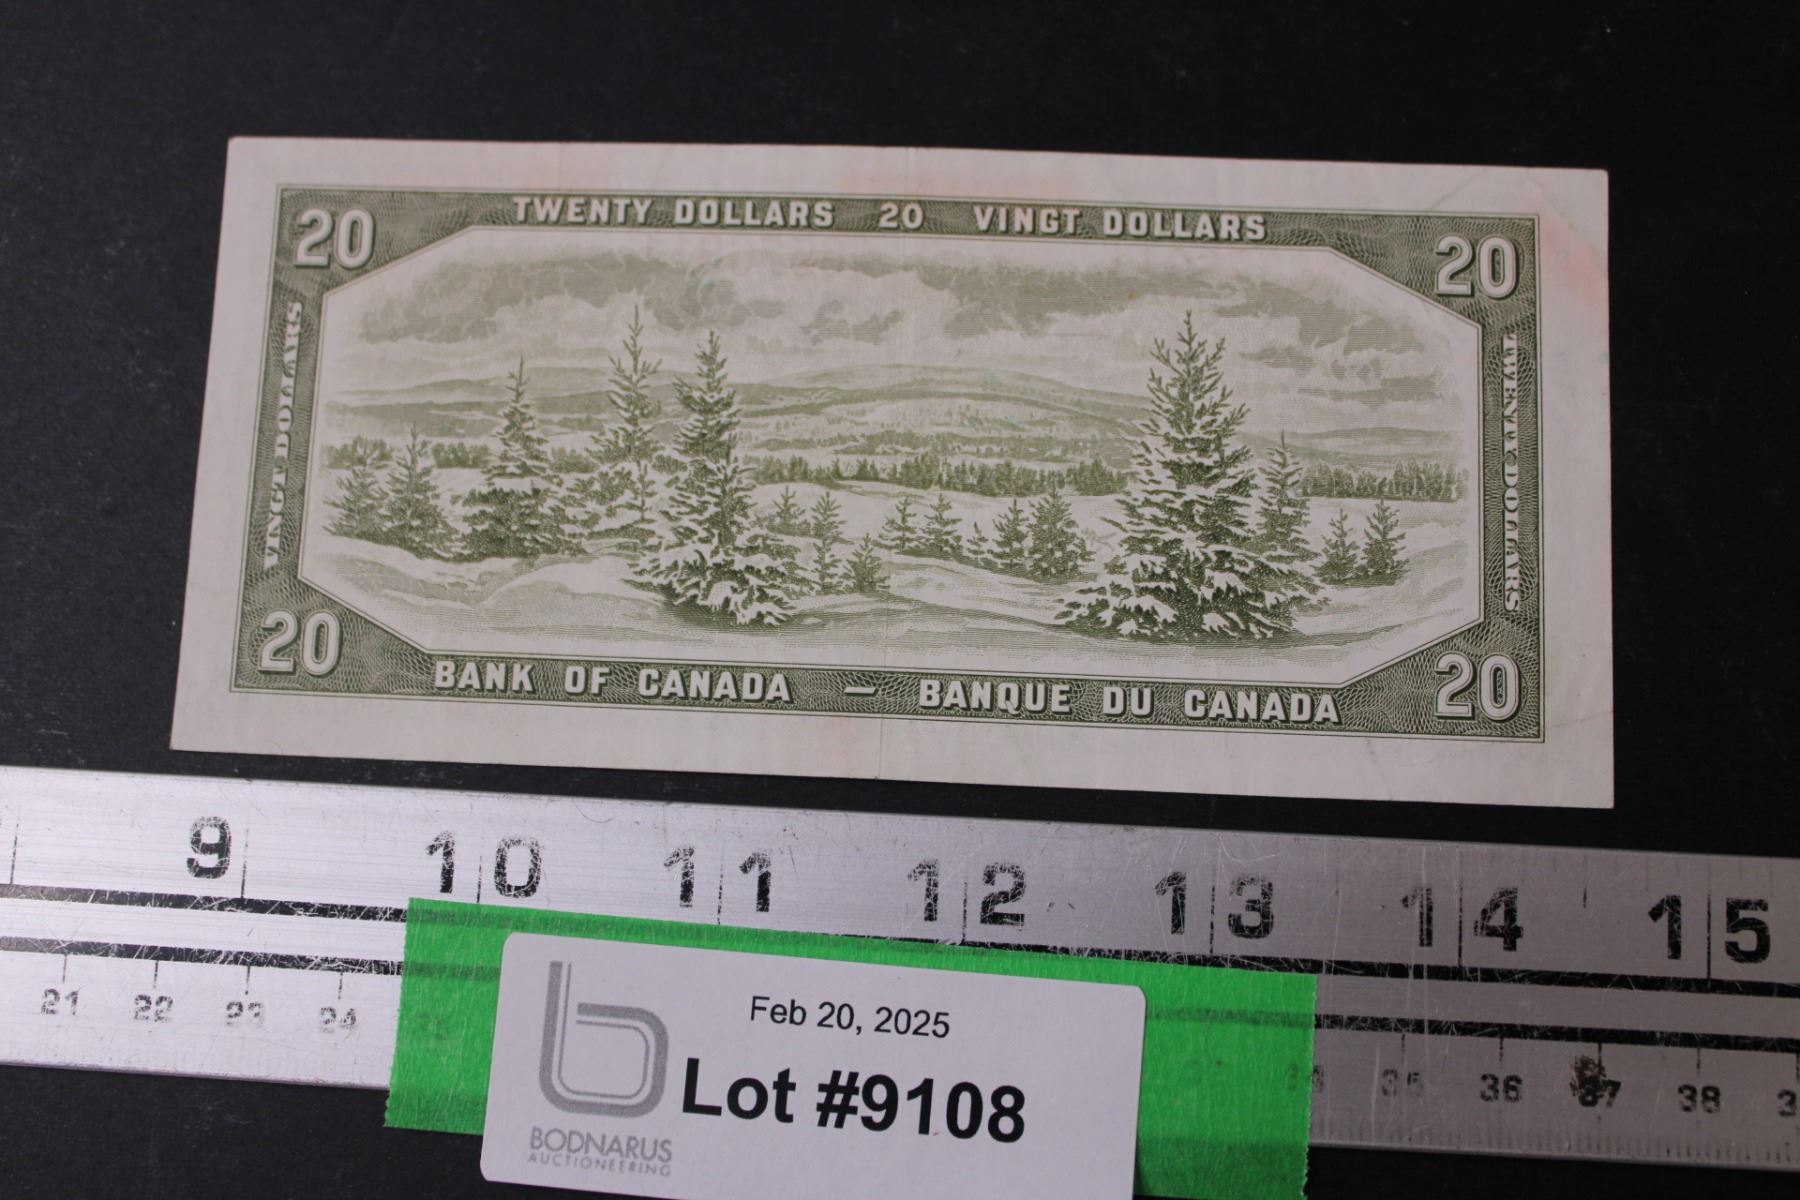 TWENTY DOLLARS 20 VINGT DOLLARS
20
20
VINGT DOLLARS
TWENTY DOLLARS
20
20
BANK OF CANADA — BANQUE DU CANADA
9 10 11 12 13 14 15
21 22 23 24 35 36 37 38
Feb 20, 2025
Lot #9108
BODNARUS
AUCTIONEERING